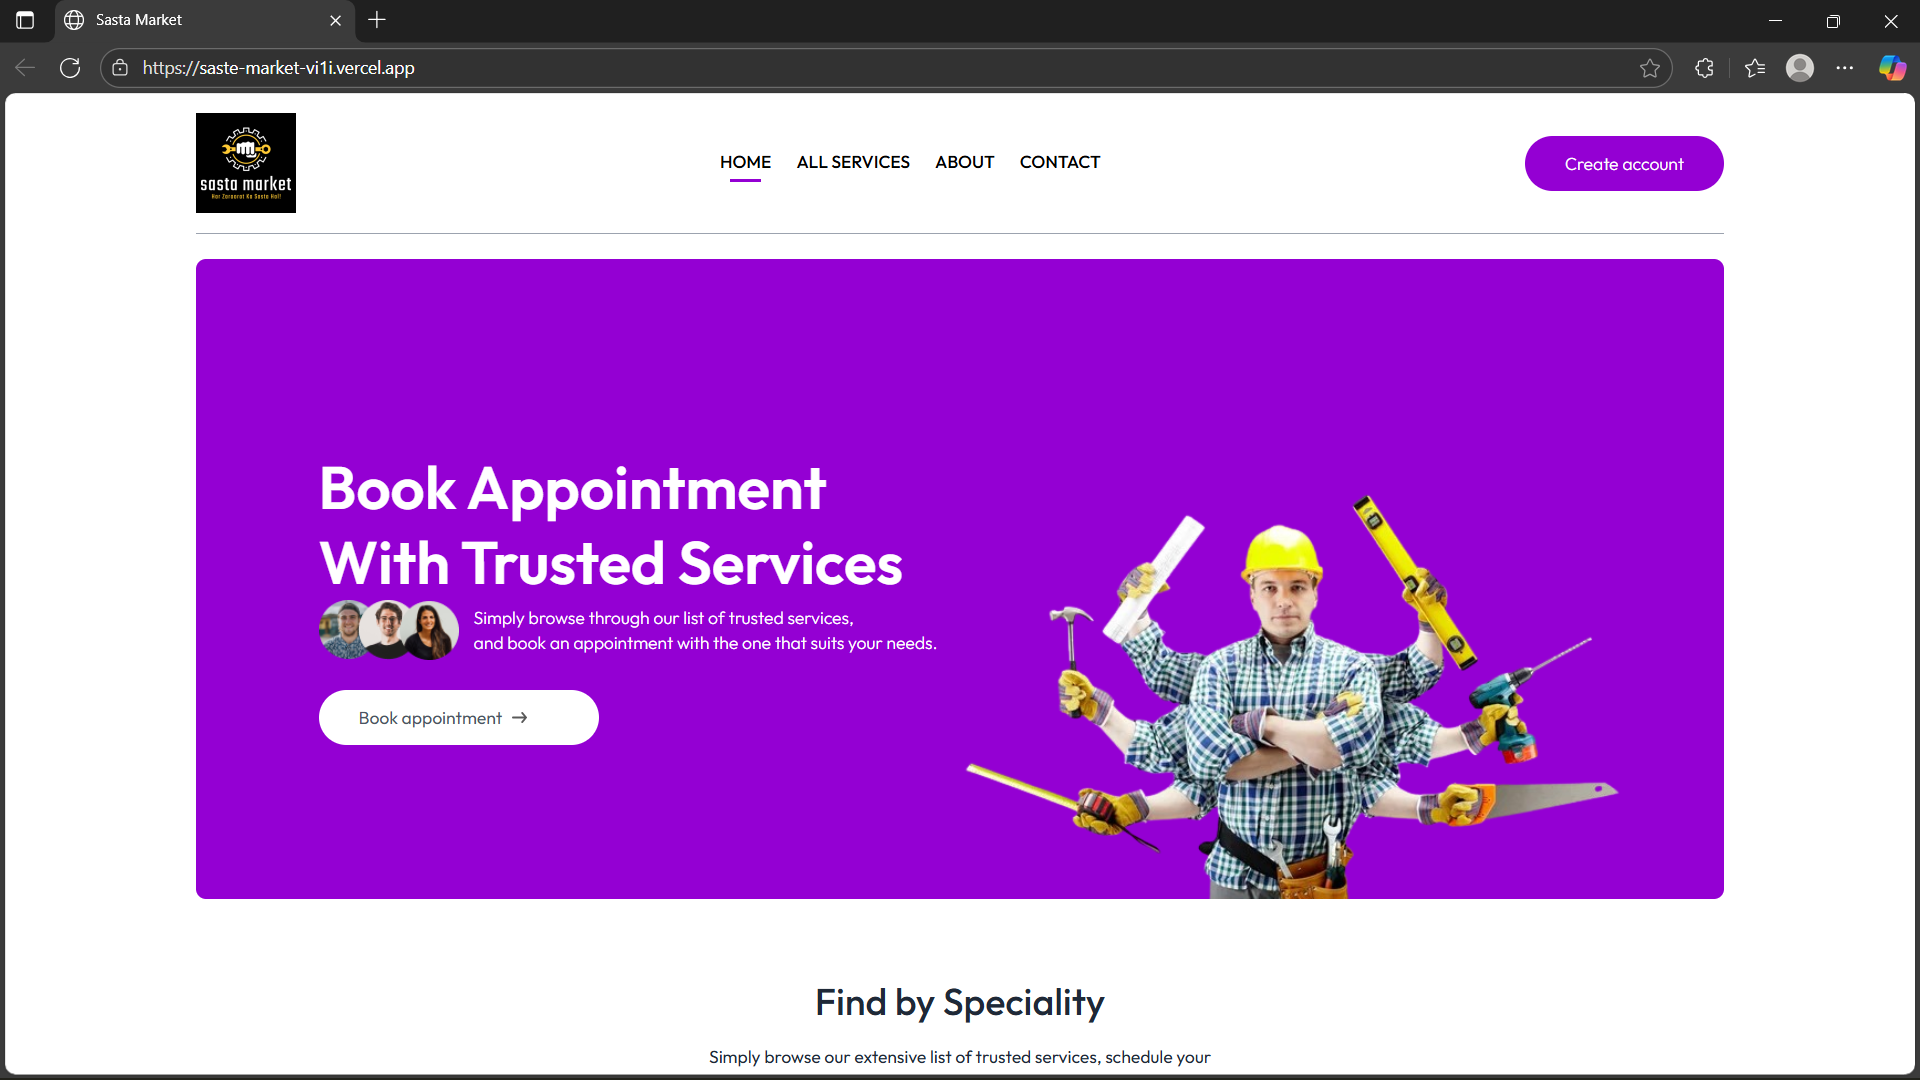 Sasta Market
https://saste-market-vi1i.vercel.app
sasta market
Har Zaroorat Ka Sasta Hal!
HOME
ALL SERVICES
ABOUT
CONTACT
Create account
Book Appointment
With Trusted Services
Simply browse through our list of trusted services,
and book an appointment with the one that suits your needs.
Book appointment →
Find by Speciality
Simply browse our extensive list of trusted services, schedule your